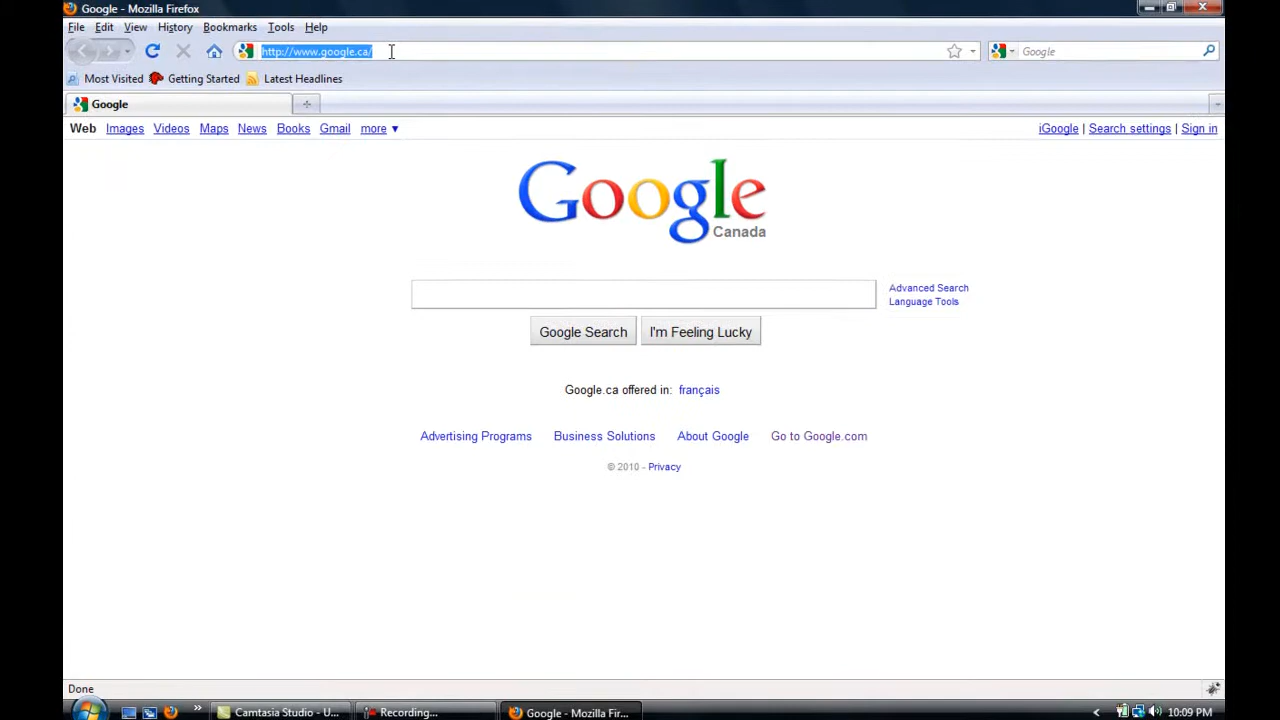 Google - Mozilla Firefox
File Edit View History Bookmarks Tools Help
http://www.google.ca/ Google
Most Visited Getting Started Latest Headlines
Google
Web Images Videos Maps News Books Gmail more ▼ iGoogle | Search settings | Sign in
Google
Canada
Advanced Search
Language Tools
Google Search I'm Feeling Lucky
Google.ca offered in: français
Advertising Programs Business Solutions About Google Go to Google.com
© 2010 - Privacy
Done
» Camtasia Studio - U... Recording... Google - Mozilla Fir... < 10:09 PM